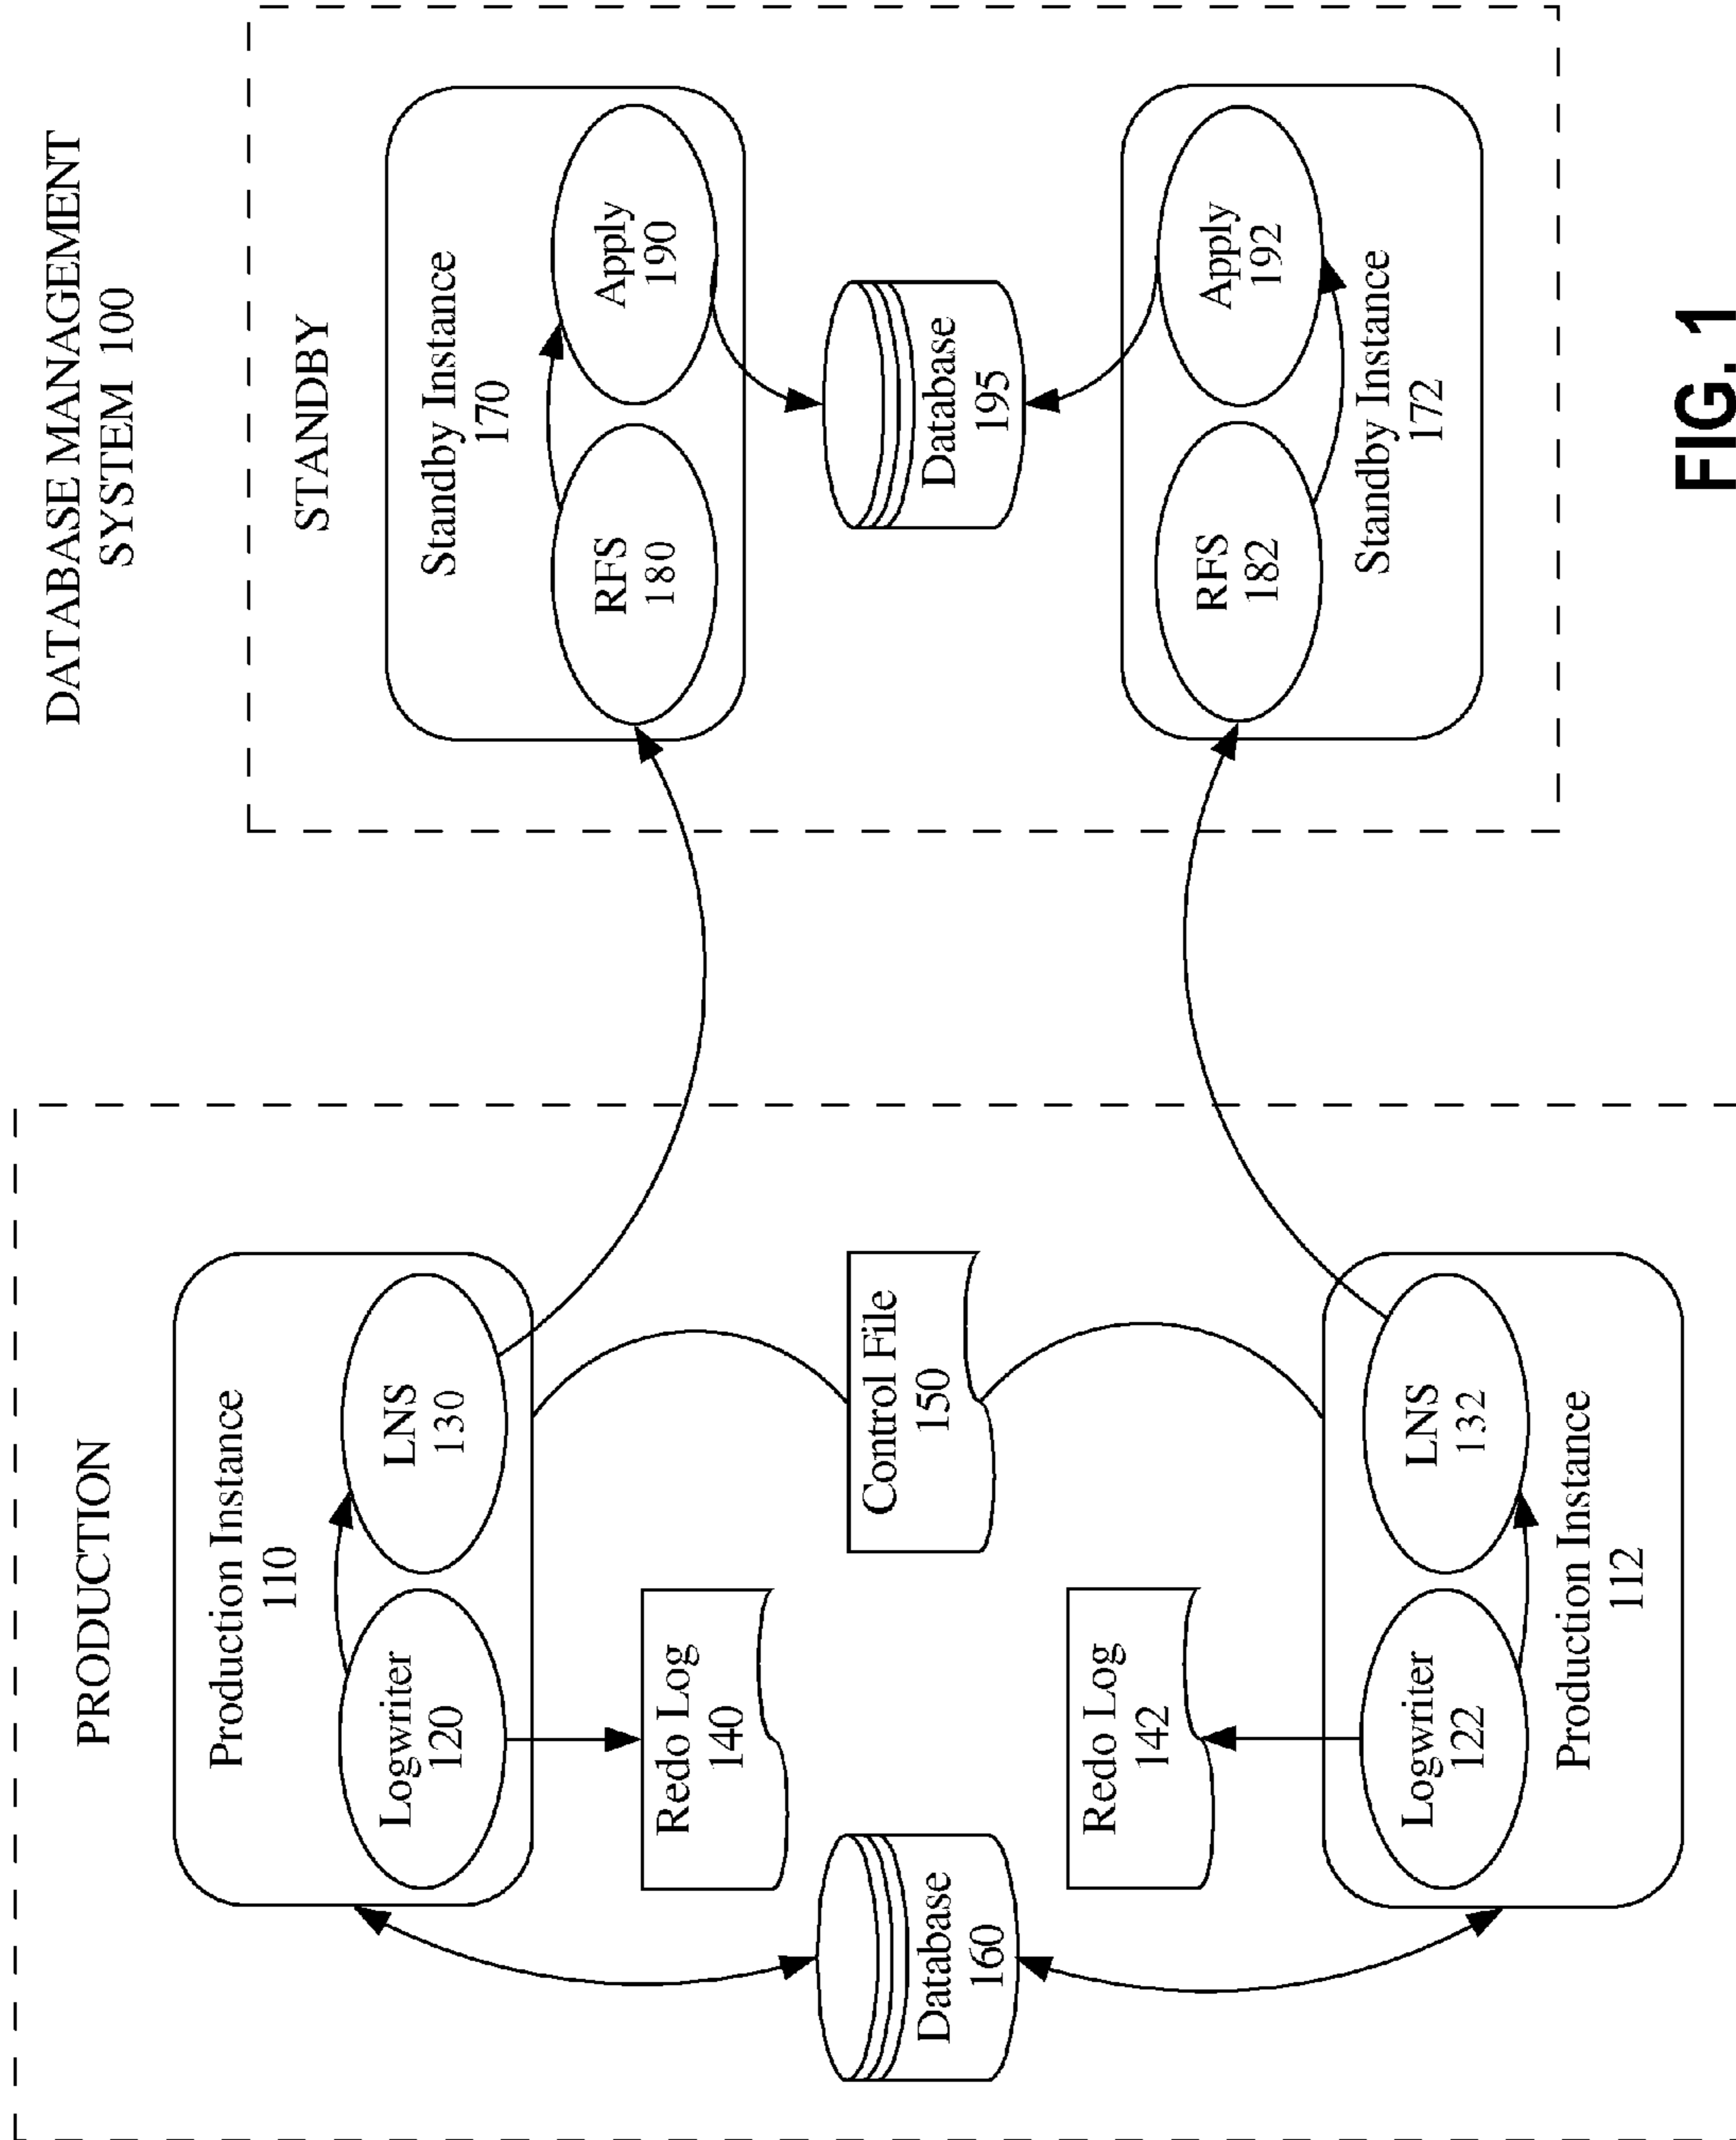 DATABASE MANAGEMENT
SYSTEM 100
PRODUCTION
Production Instance
110
Logwriter
120
LNS
130
Redo Log
140
Database
160
Control File
150
Redo Log
142
Logwriter
122
LNS
132
Production Instance
112
STANDBY
Standby Instance
170
RFS
180
Apply
190
Database
195
RFS
182
Apply
192
Standby Instance
172
FIG. 1